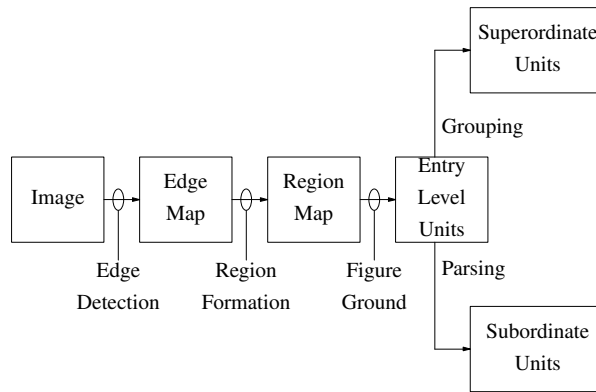 Superordinate
Units
Grouping
Image
Edge
Map
Region
Map
Entry
Level
Units
Edge
Detection
Region
Formation
Figure
Ground
Parsing
Subordinate
Units